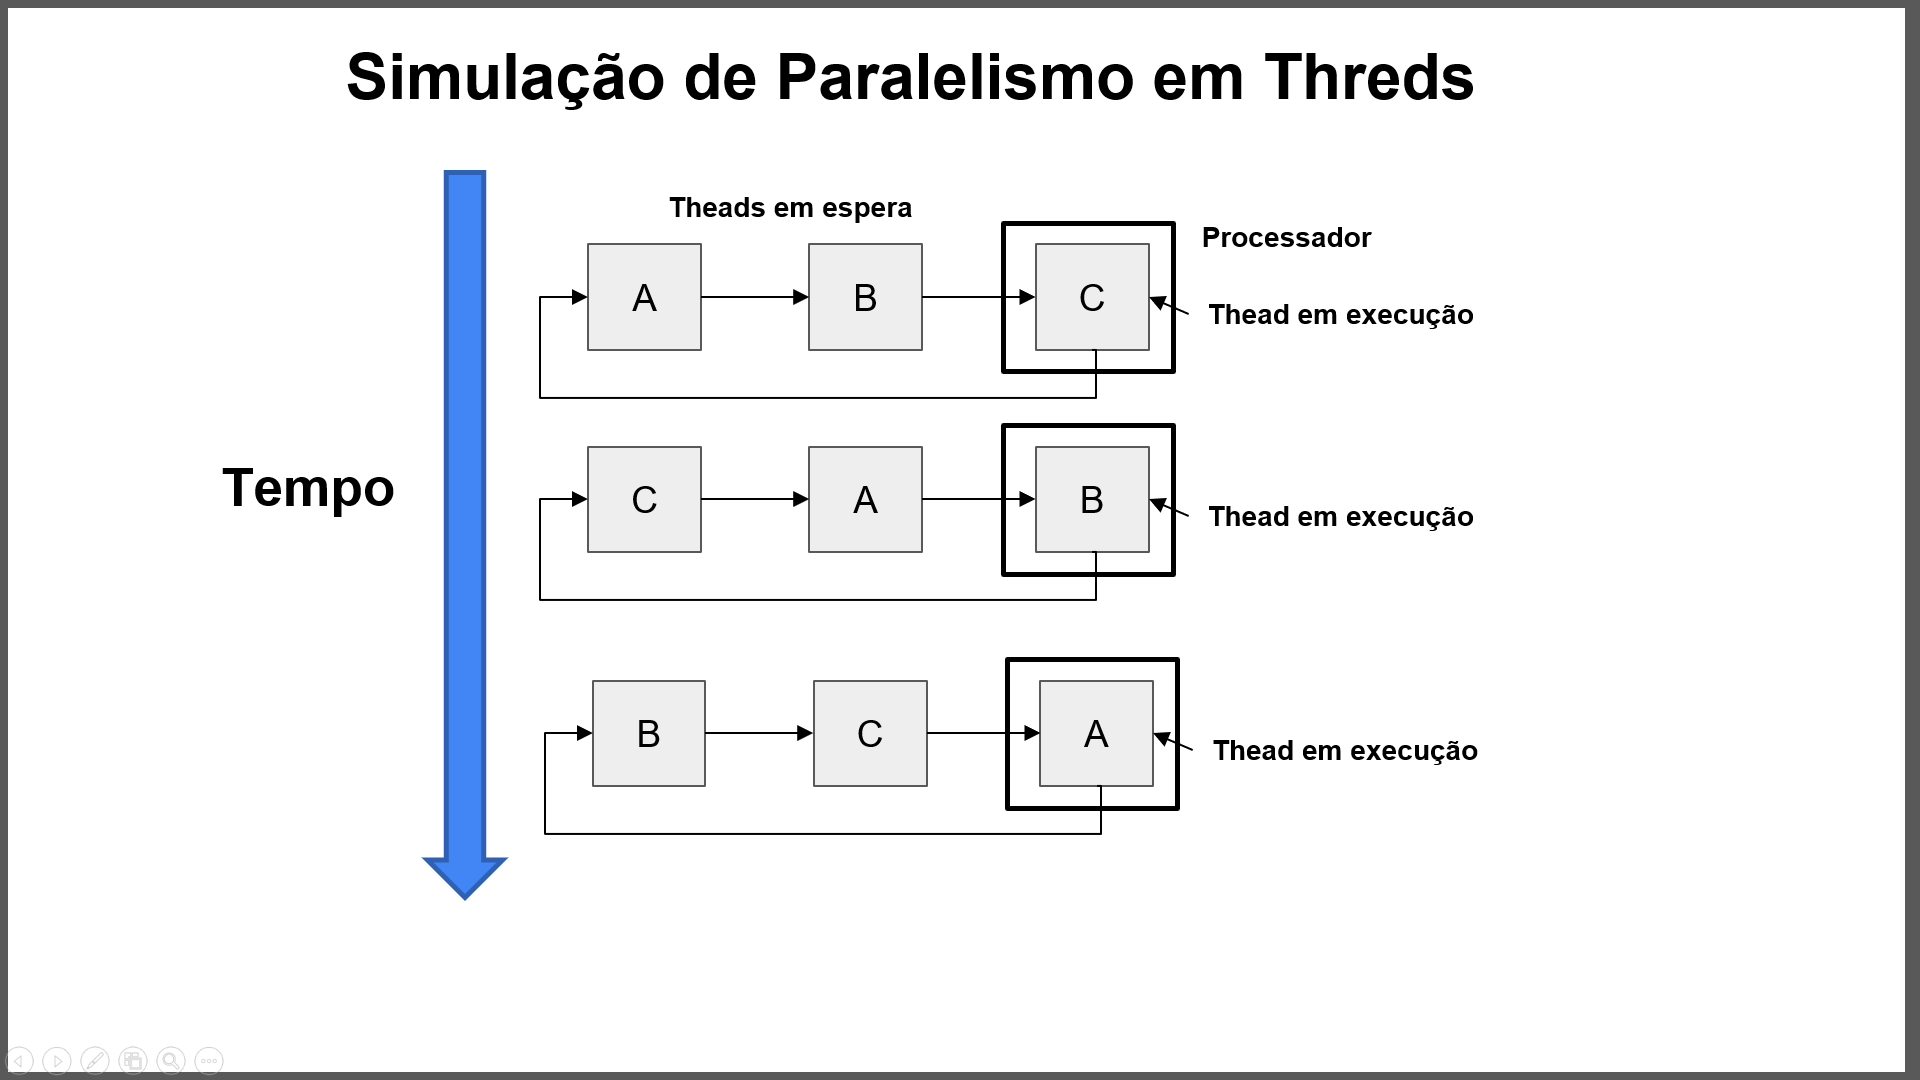 Simulação de Paralelismo em Threds
Theads em espera
Processador
A
B
C
Thead em execução
Tempo
C
A
B
Thead em execução
B
C
A
Thead em execução